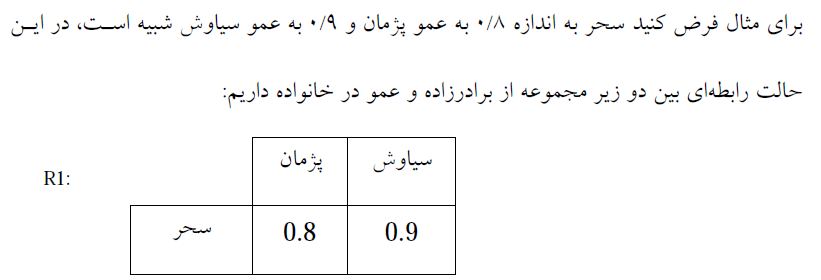 برای مثال فرض کنید سحر به اندازه ۰/۸ به عمو پژمان و ۰/۹ به عمو سیاوش شبیه است، در این
حالت رابطه‌ای بین دو زیر مجموعه از برادرزاده و عمو در خانواده داریم:
R1:
پژمان سیاوش
سحر 0.8 0.9